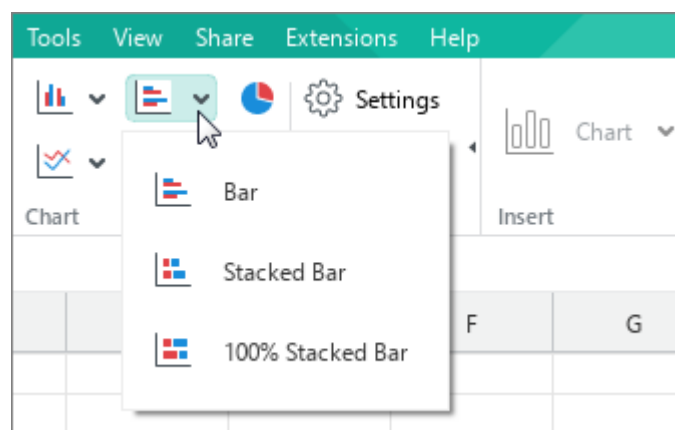 Tools View Share Extensions Help
Settings
Chart
Chart
Insert
Bar
Stacked Bar
100% Stacked Bar
F G